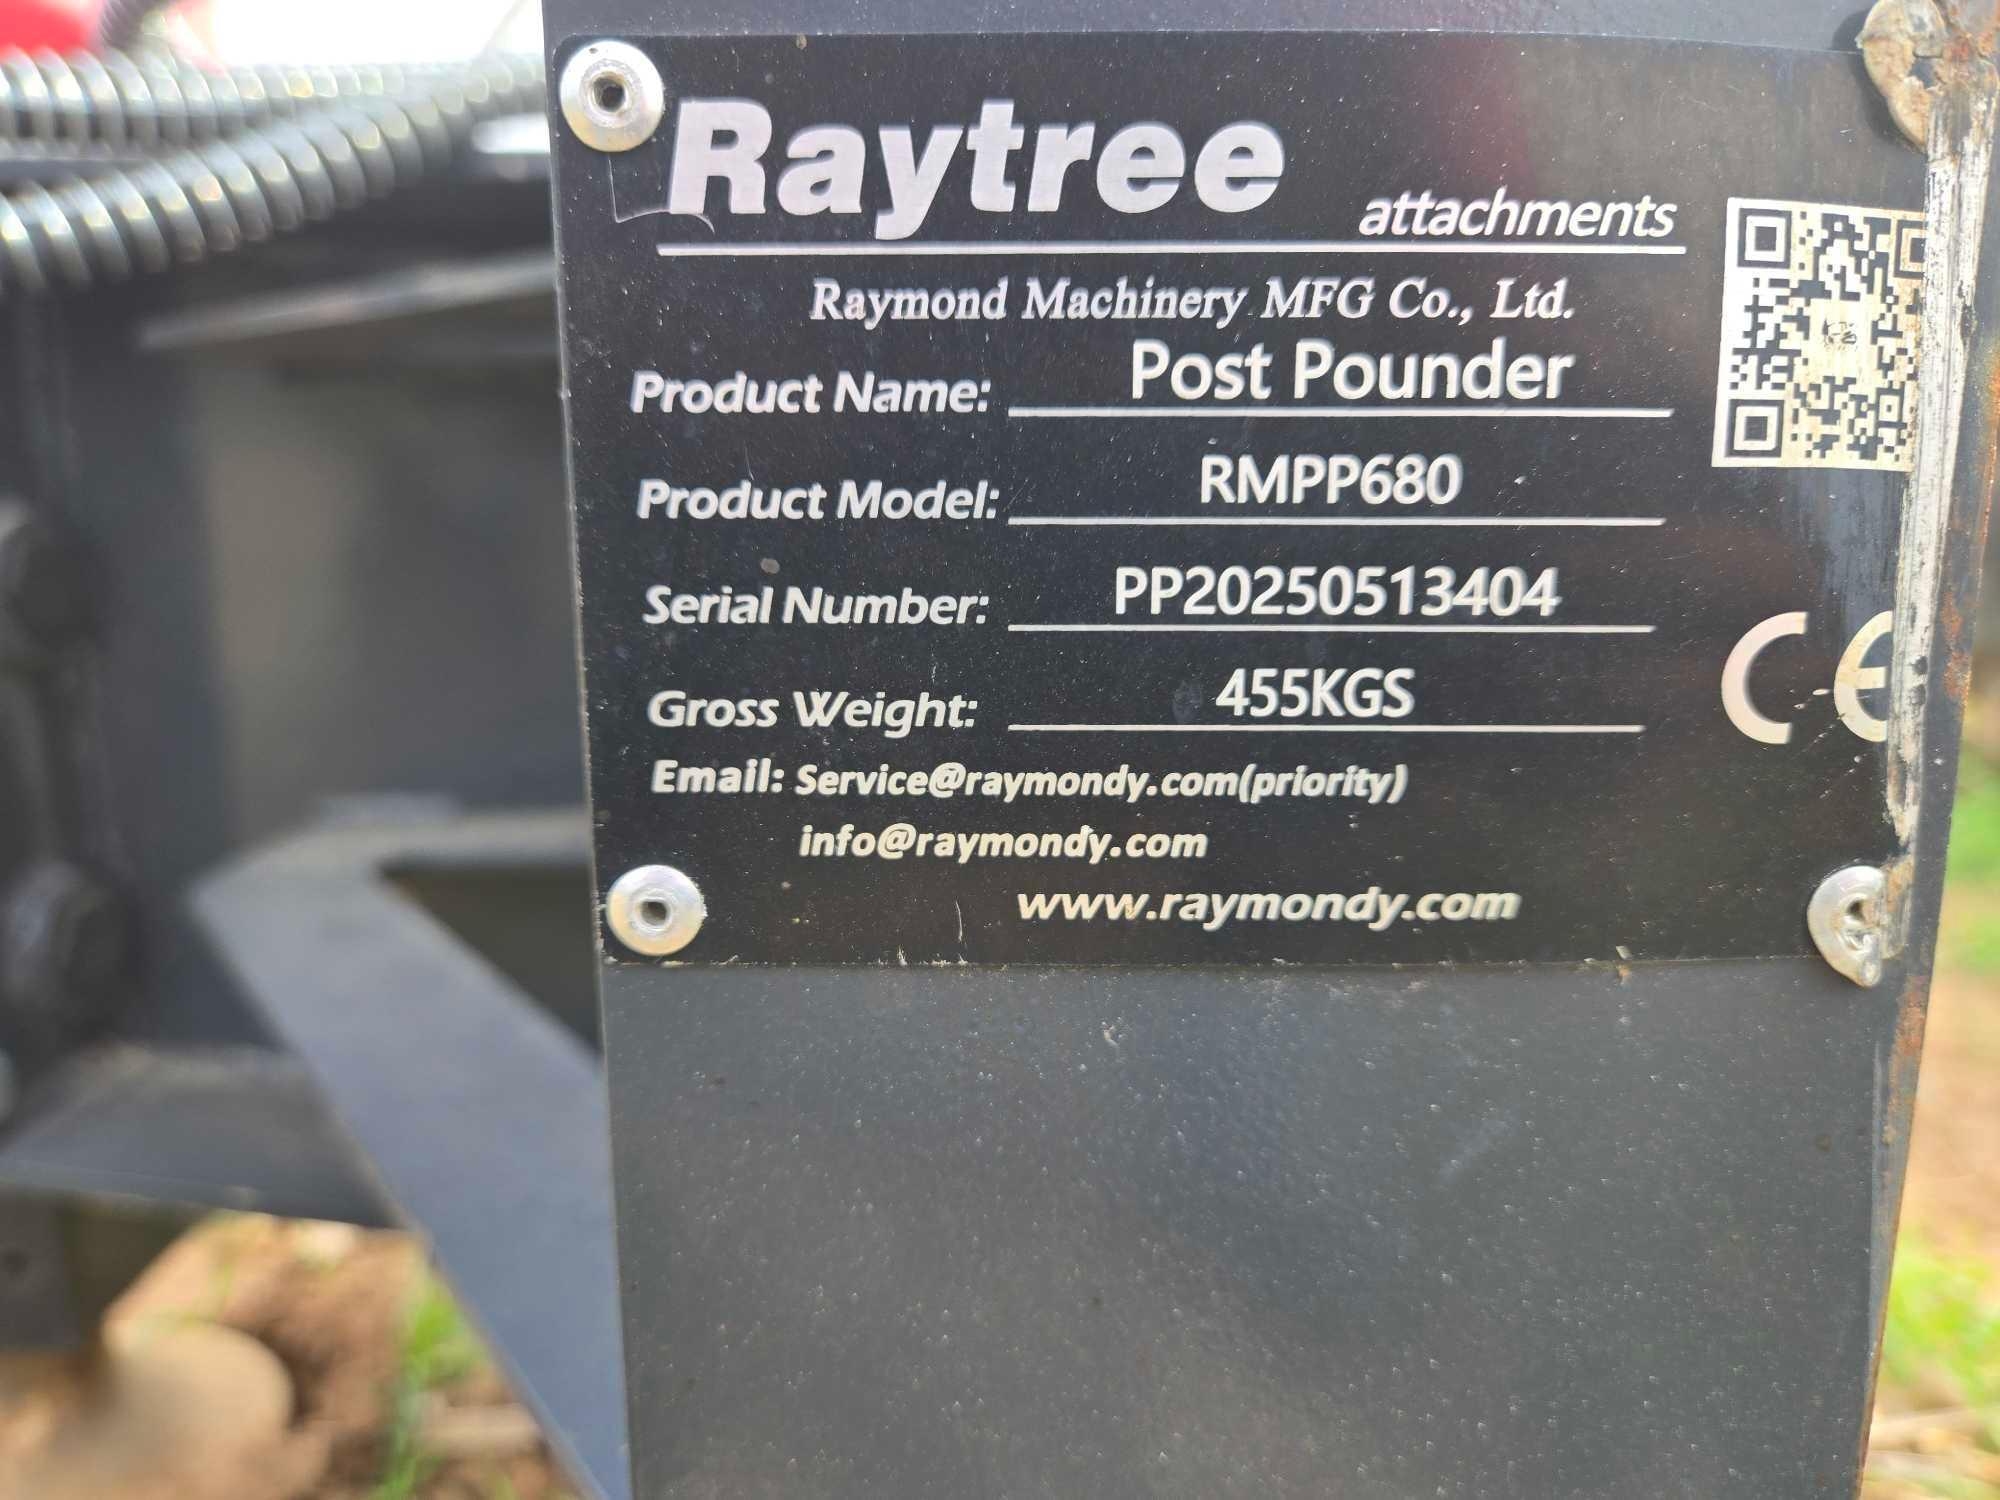 Raytree
attachments
Raymond Machinery MFG Co., Ltd.
Product Name: Post Pounder
Product Model: RMPP680
Serial Number: PP20250513404
Gross Weight: 455KGS
CE
Email: Service@raymondy.com(priority)
info@raymondy.com
www.raymondy.com